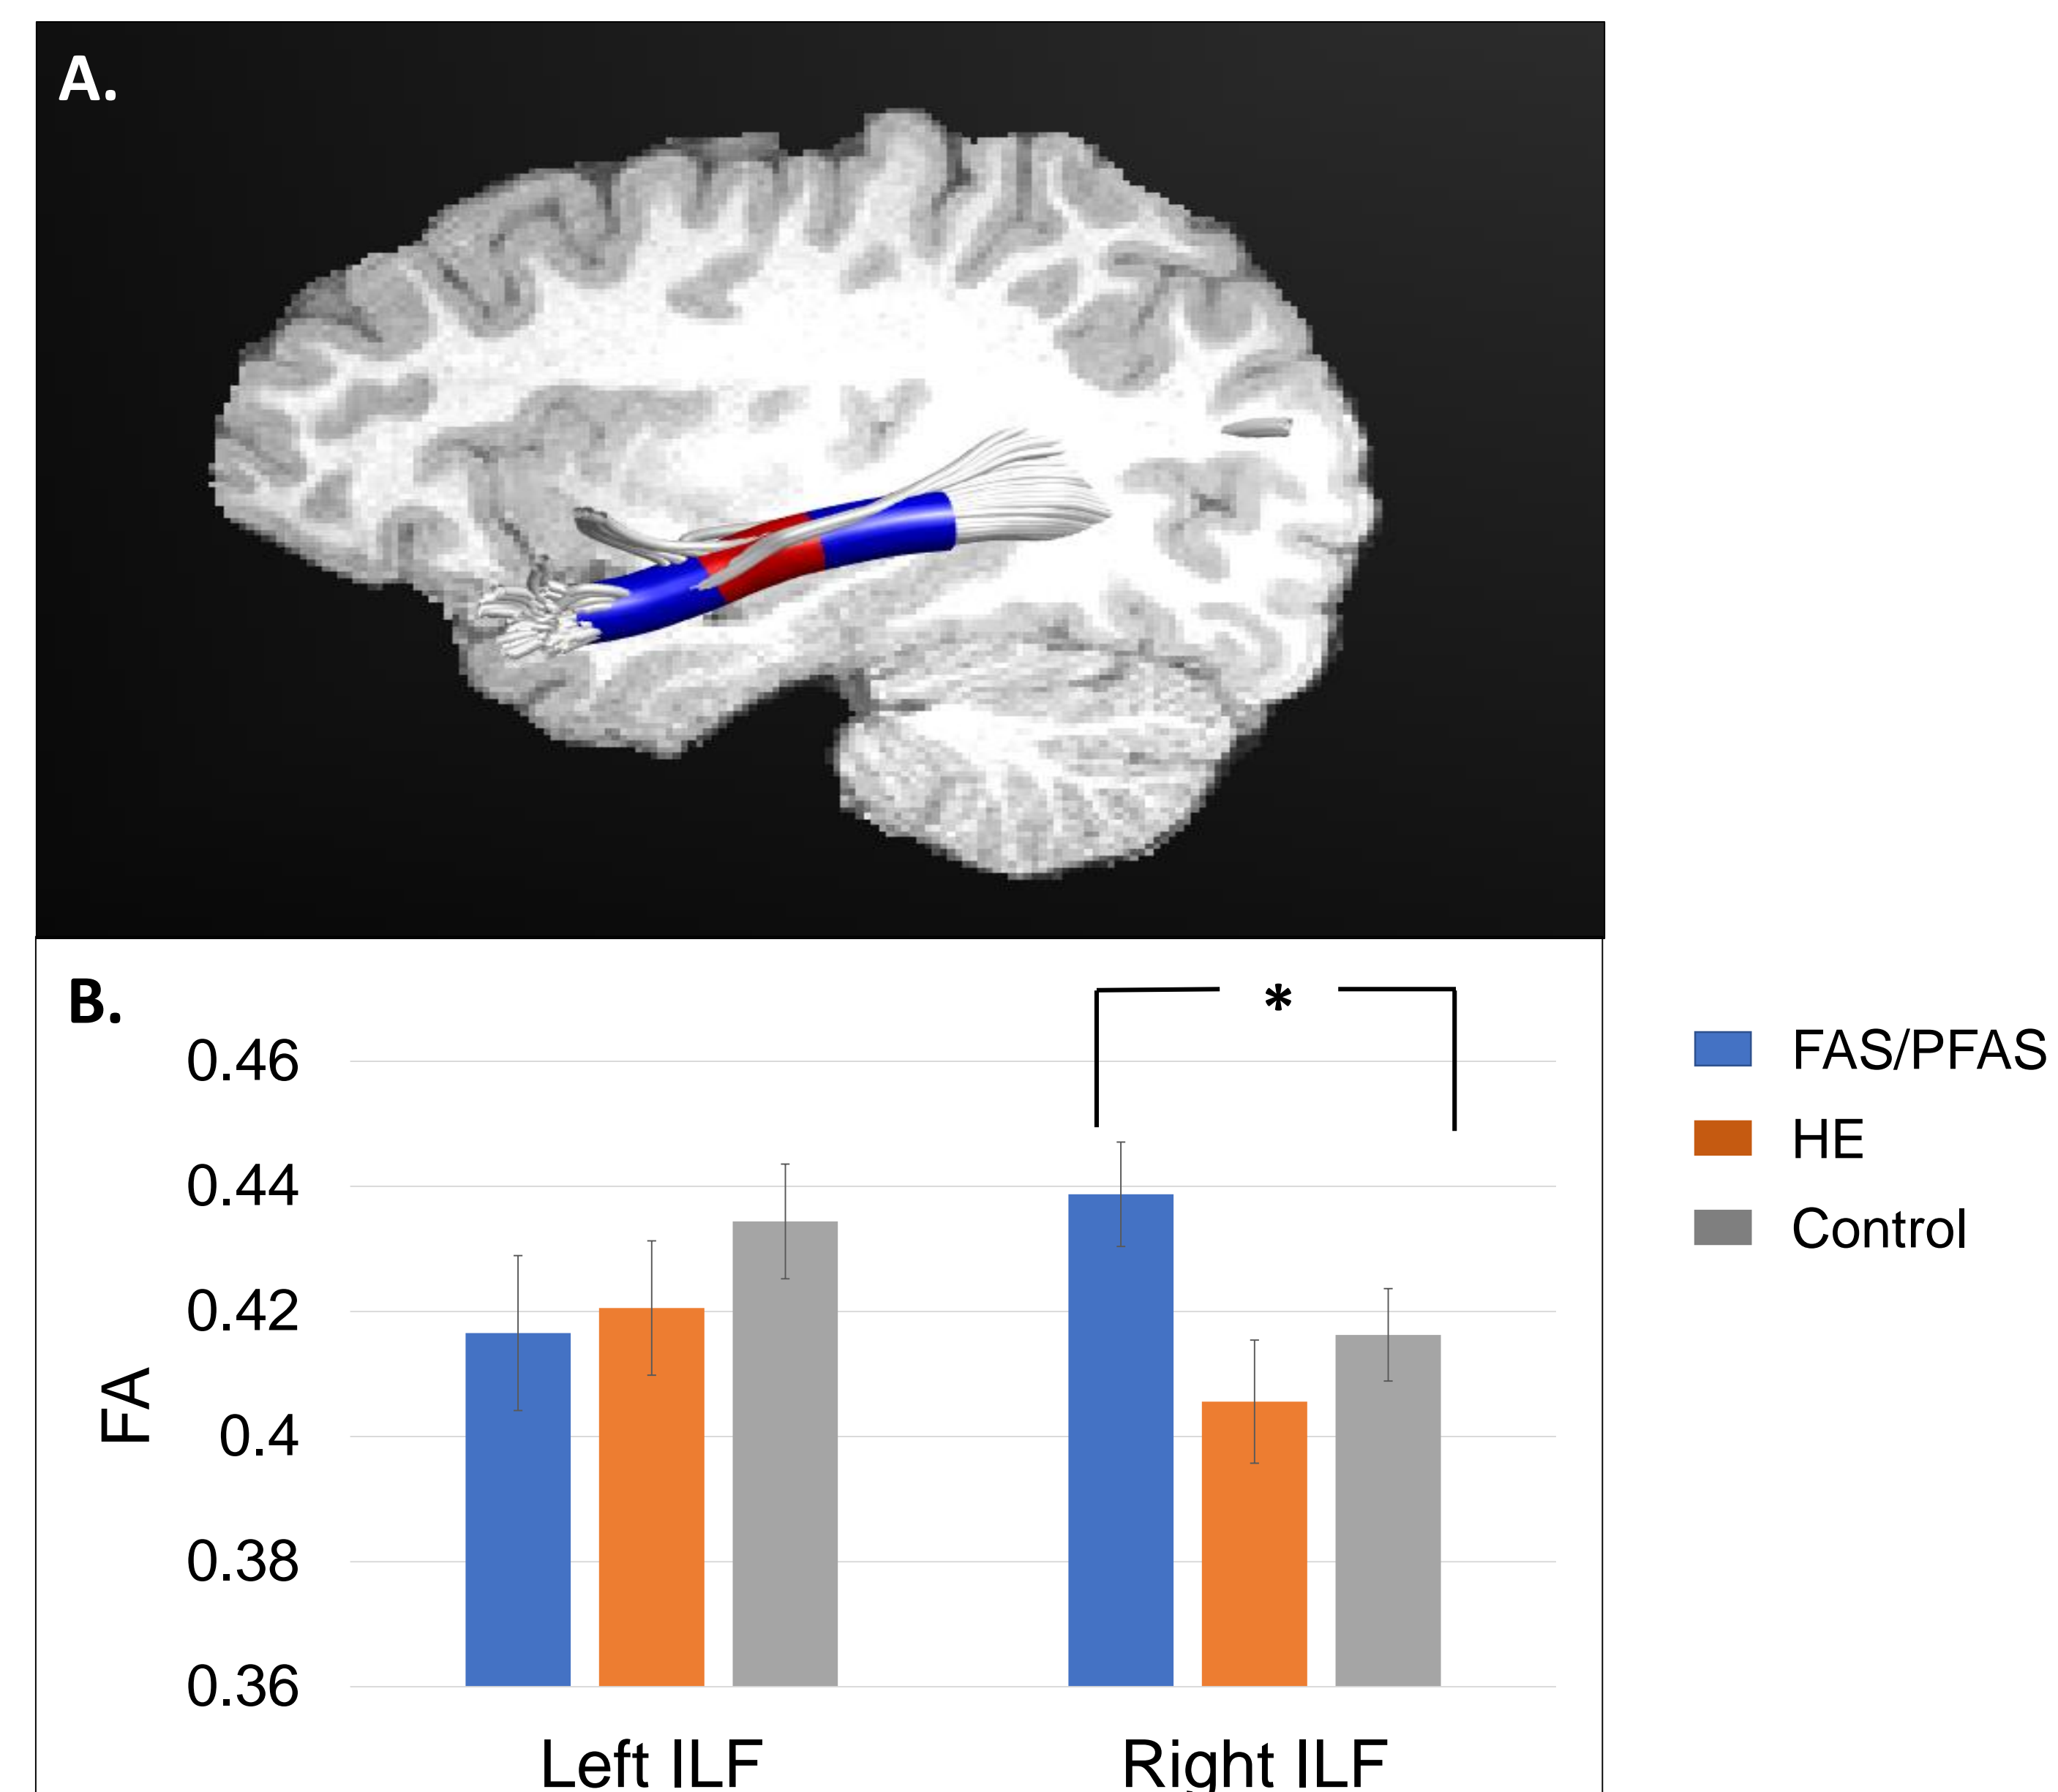 A.
B.
*
0.46
0.44
0.42
0.4
0.38
0.36
FA
Left ILF
Right ILF
FAS/PFAS
HE
Control